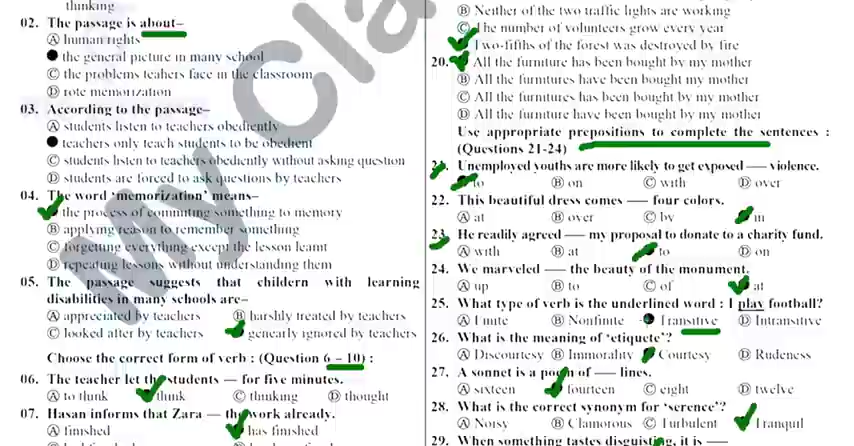 thinking
02. The passage is about–
Ⓐ human rights
● the general picture in many school
Ⓒ the problems teahers face in the classroom
Ⓓ rote memorization
03. According to the passage–
Ⓐ students listen to teachers obediently
● teachers only teach students to be obedient
Ⓒ students listen to teachers obediently without asking question
Ⓓ students are forced to ask questions by teachers
04. The word 'memorization' means–
the process of commiting something to memory
Ⓑ applying reason to remember something
Ⓒ forgetting everything except the lesson learnt
Ⓓ repeating lessons without understanding them
05. The passage suggests that childern with learning
disabilities in many schools are–
Ⓐ appreciated by teachers Ⓑ harshly treated by teachers
Ⓒ looked after by teachers genearly ignored by teachers
Choose the correct form of verb : (Question 6 – 10) :
06. The teacher let the students — for five minutes.
Ⓐ to think think Ⓒ thinking Ⓓ thought
07. Hasan informs that Zara — the work already.
Ⓐ finished has finished
Ⓑ Neither of the two traffic lights are working
Ⓒ The number of volunteers grow every year
Two-fifths of the forest was destroyed by fire
20. All the furniture has been bought by my mother
Ⓑ All the furnitures have been bought by my mother
Ⓒ All the furnitures has been bought by my mother
Ⓓ All the furniture have been bought by my mother
Use appropriate prepositions to complete the sentences :
(Questions 21-24)
21. Unemployed youths are more likely to get exposed — violence.
to Ⓑ on Ⓒ with Ⓓ over
22. This beautiful dress comes — four colors.
Ⓐ at Ⓑ over Ⓒ by in
23. He readily agreed — my proposal to donate to a charity fund.
Ⓐ with Ⓑ at to Ⓓ on
24. We marveled — the beauty of the monument.
Ⓐ up Ⓑ to Ⓒ of at
25. What type of verb is the underlined word : I play football?
Ⓐ Finite Ⓑ Nonfinite ● Transitive Ⓓ Intransitive
26. What is the meaning of 'etiquete'?
Ⓐ Discourtesy Ⓑ Immorality Courtesy Ⓓ Rudeness
27. A sonnet is a poem of — lines.
Ⓐ sixteen fourteen Ⓒ eight Ⓓ twelve
28. What is the correct synonym for 'serence'?
Ⓐ Noisy Ⓑ Clamorous Ⓒ Turbulent Tranquil
29. When something tastes disgusting, it is —
My Cla